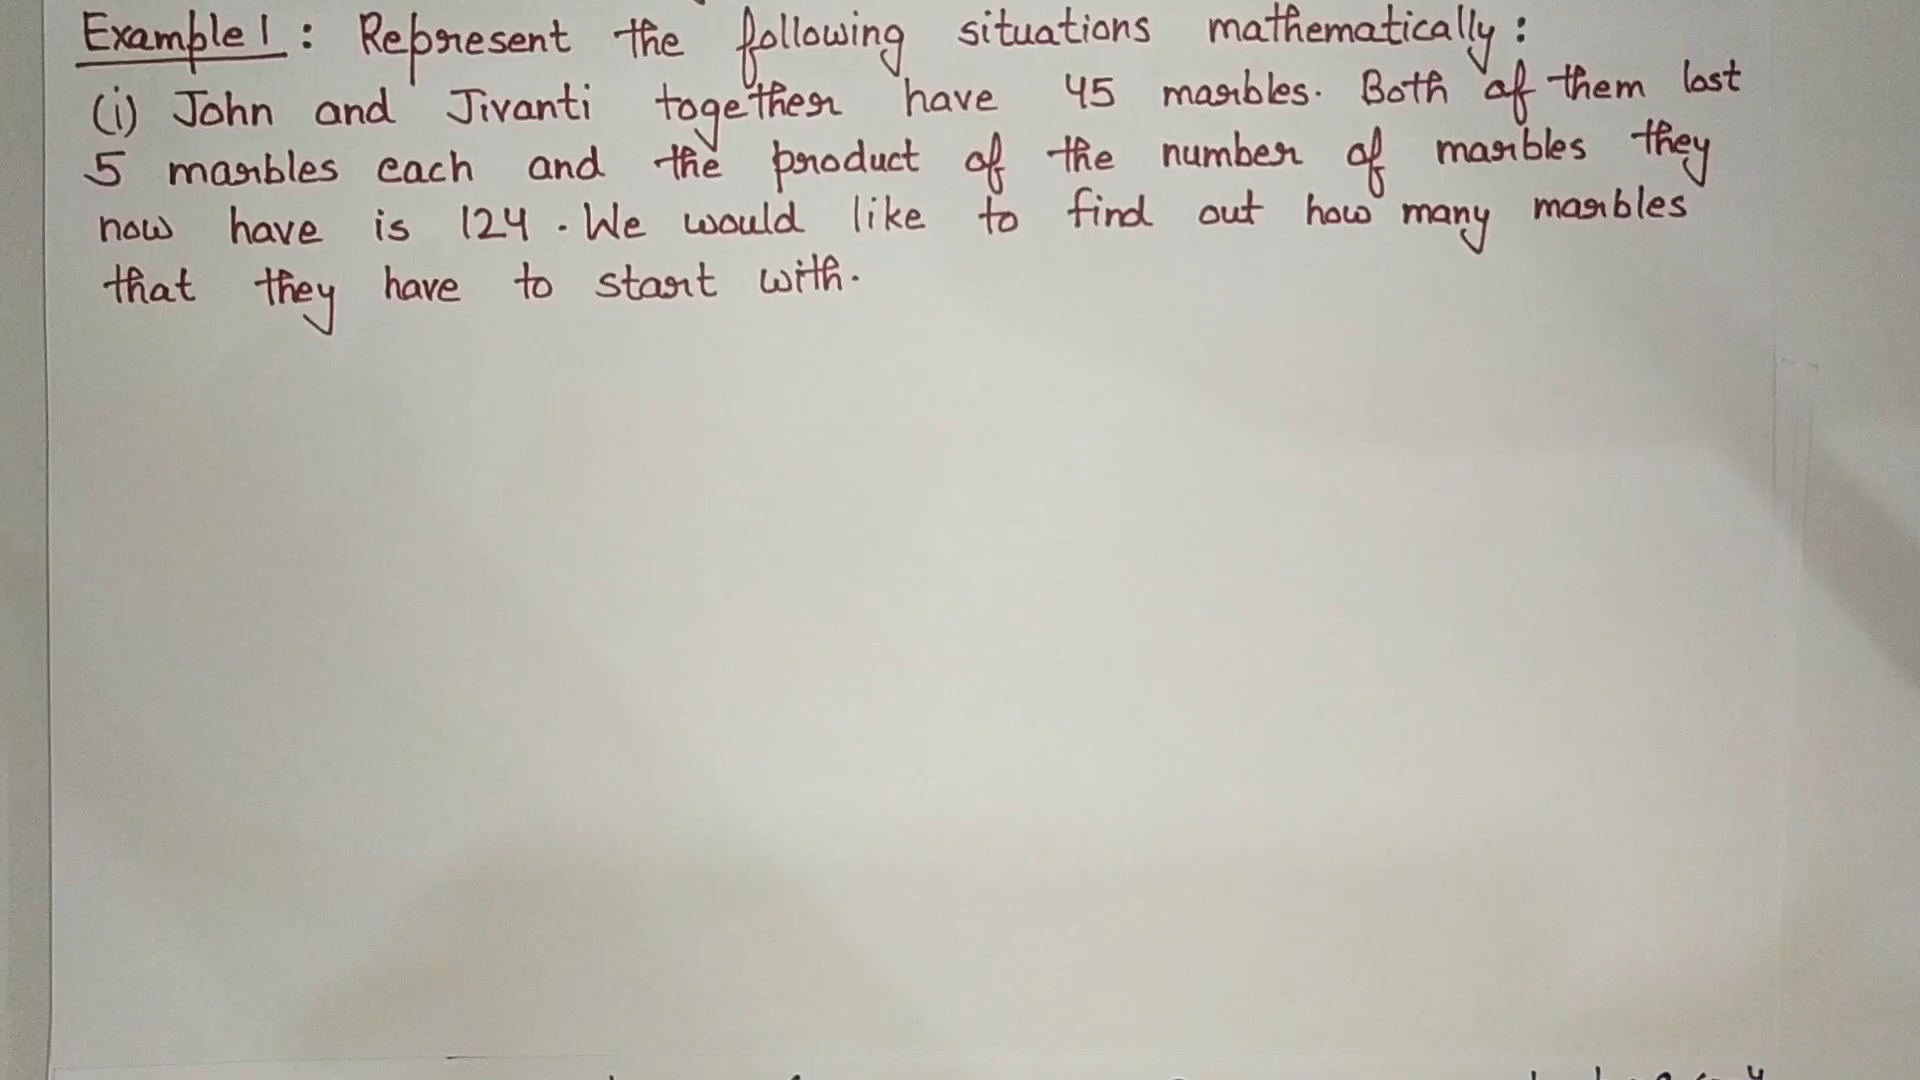 Example 1 : Represent the following situations mathematically :
(i) John and Jivanti together have 45 marbles. Both of them lost
5 marbles each and the product of the number of marbles they
now have is 124. We would like to find out how many marbles
that they have to start with.